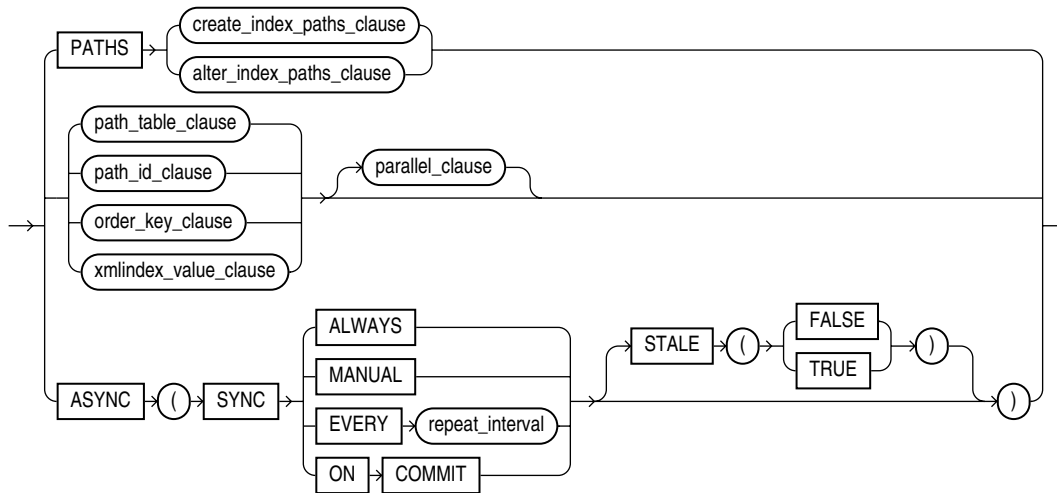 create_index_paths_clause
PATHS
alter_index_paths_clause
path_table_clause
path_id_clause
parallel_clause
order_key_clause
xmlindex_value_clause
ALWAYS
FALSE
STALE (
)
MANUAL
TRUE
ASYNC ( SYNC
)
EVERY repeat_interval
ON COMMIT